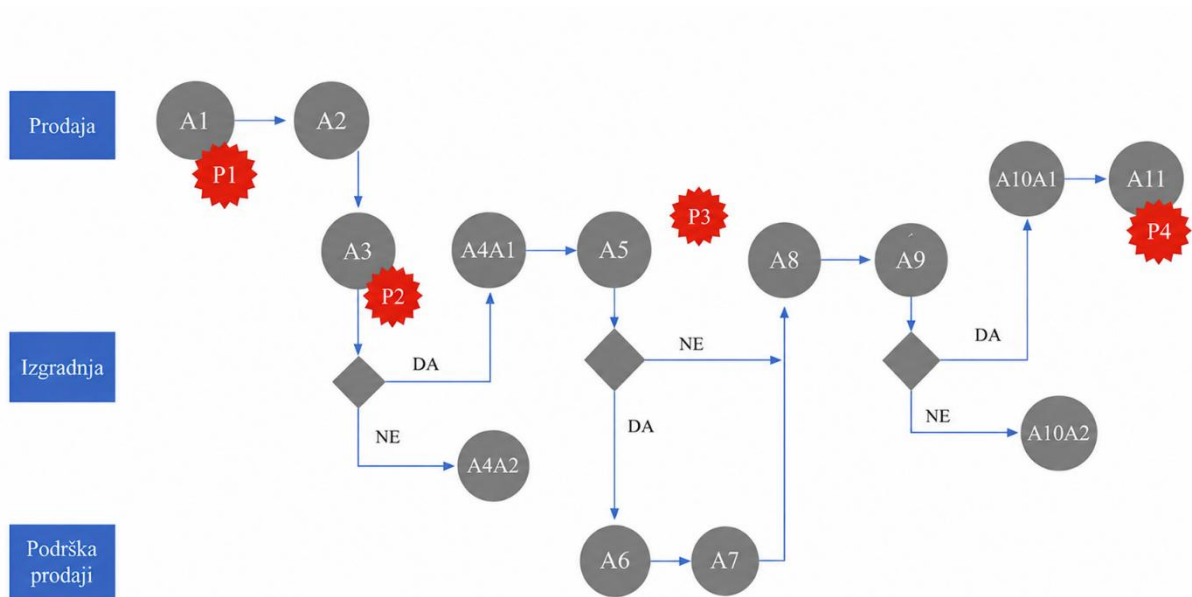 Prodaja
A1
A2
P1
A10A1
A11
P3
P4
A3
A4A1
A5
A8
A9
P2
Izgradnja
DA
NE
DA
NE
DA
NE
A4A2
A10A2
Podrška
prodaji
A6
A7